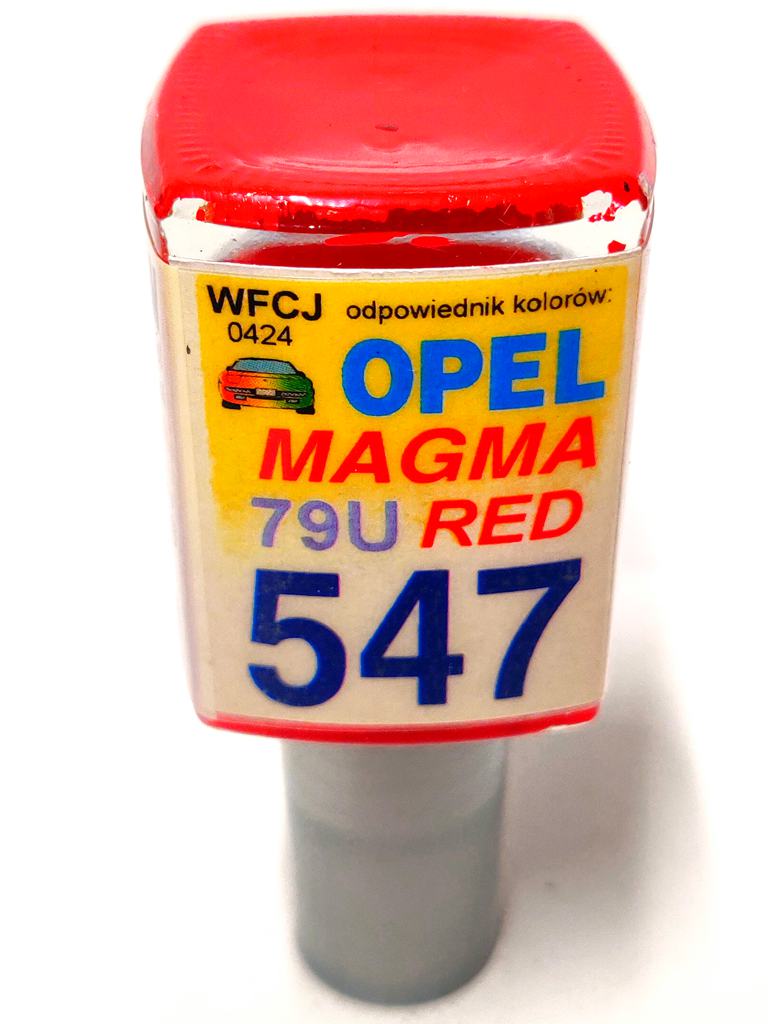 WFCJ odpowiednik kolorów:
0424
OPEL
MAGMA
79U RED
547